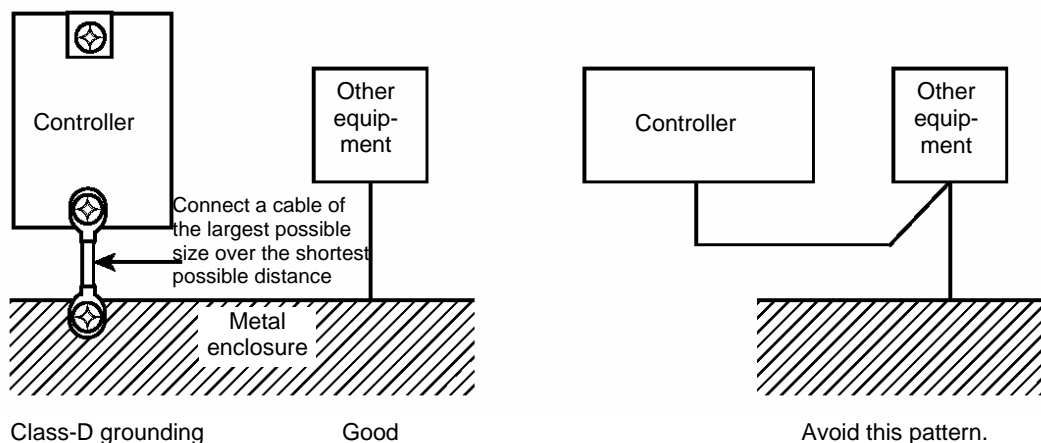 Controller
Other
equip-
ment
Connect a cable of
the largest possible
size over the shortest
possible distance
Metal
enclosure
Class-D grounding
Good
Controller
Other
equip-
ment
Avoid this pattern.